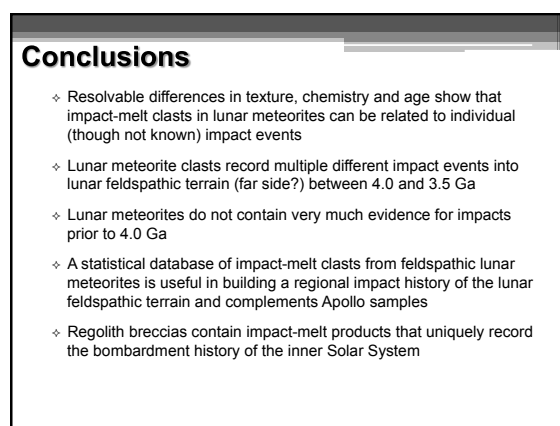 Conclusions
✧ Resolvable differences in texture, chemistry and age show that
impact-melt clasts in lunar meteorites can be related to individual
(though not known) impact events
✧ Lunar meteorite clasts record multiple different impact events into
lunar feldspathic terrain (far side?) between 4.0 and 3.5 Ga
✧ Lunar meteorites do not contain very much evidence for impacts
prior to 4.0 Ga
✧ A statistical database of impact-melt clasts from feldspathic lunar
meteorites is useful in building a regional impact history of the lunar
feldspathic terrain and complements Apollo samples
✧ Regolith breccias contain impact-melt products that uniquely record
the bombardment history of the inner Solar System